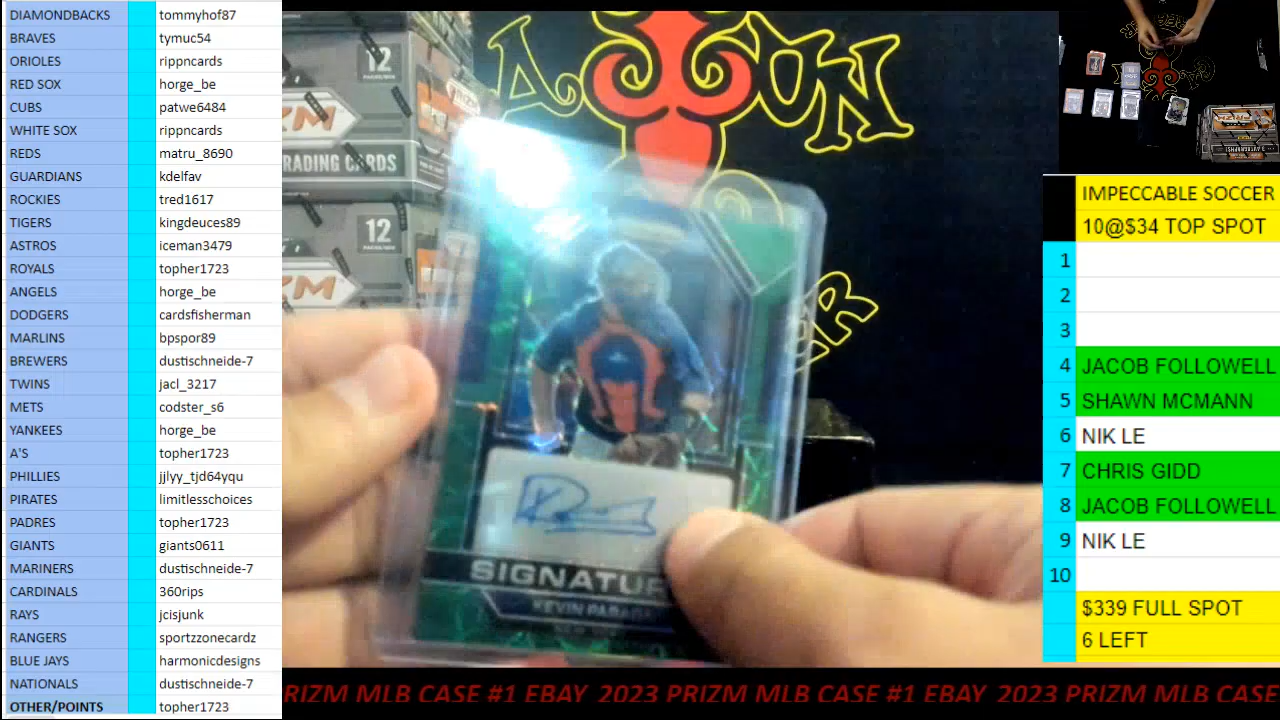 DIAMONDBACKS tommyhof87
BRAVES tymuc54
ORIOLES rippncards
RED SOX horge_be
CUBS patwe6484
WHITE SOX rippncards
REDS matru_8690
GUARDIANS kdelfav
ROCKIES tred1617
TIGERS kingdeuces89
ASTROS iceman3479
ROYALS topher1723
ANGELS horge_be
DODGERS cardsfisherman
MARLINS bpspor89
BREWERS dustischneide-7
TWINS jacl_3217
METS codster_s6
YANKEES horge_be
A'S topher1723
PHILLIES jjlyy_tjd64yqu
PIRATES limitlesschoices
PADRES topher1723
GIANTS giants0611
MARINERS dustischneide-7
CARDINALS 360rips
RAYS jcisjunk
RANGERS sportzzonecardz
BLUE JAYS harmonicdesigns
NATIONALS dustischneide-7
OTHER/POINTS topher1723
12
ZM
TRADING CARDS
12
ZM
A
ON
ER
SIGNATUR
KEVIN PARADA
IMPECCABLE SOCCER
10@$34 TOP SPOT
1
2
3
4 JACOB FOLLOWELL
5 SHAWN MCMANN
6 NIK LE
7 CHRIS GIDD
8 JACOB FOLLOWELL
9 NIK LE
10
$339 FULL SPOT
6 LEFT
RIZM MLB CASE #1 EBAY 2023 PRIZM MLB CASE #1 EBAY 2023 PRIZM MLB CASE